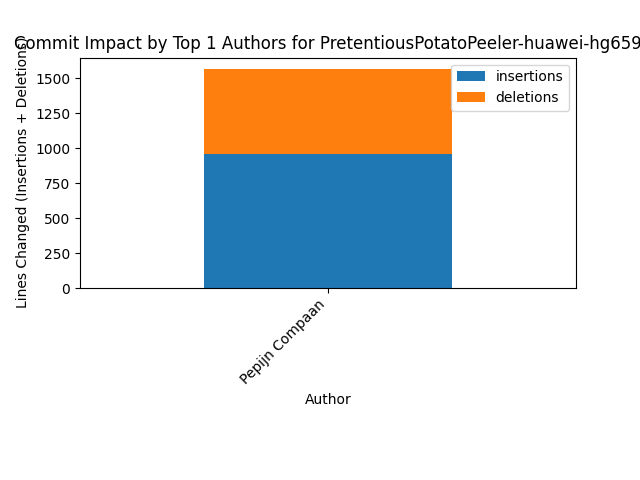 Commit Impact by Top 1 Authors for PretentiousPotatoPeeler-huawei-hg659
Lines Changed (Insertions + Deletions)
1500
1250
1000
750
500
250
0
insertions
deletions
Pepijn Compaan
Author